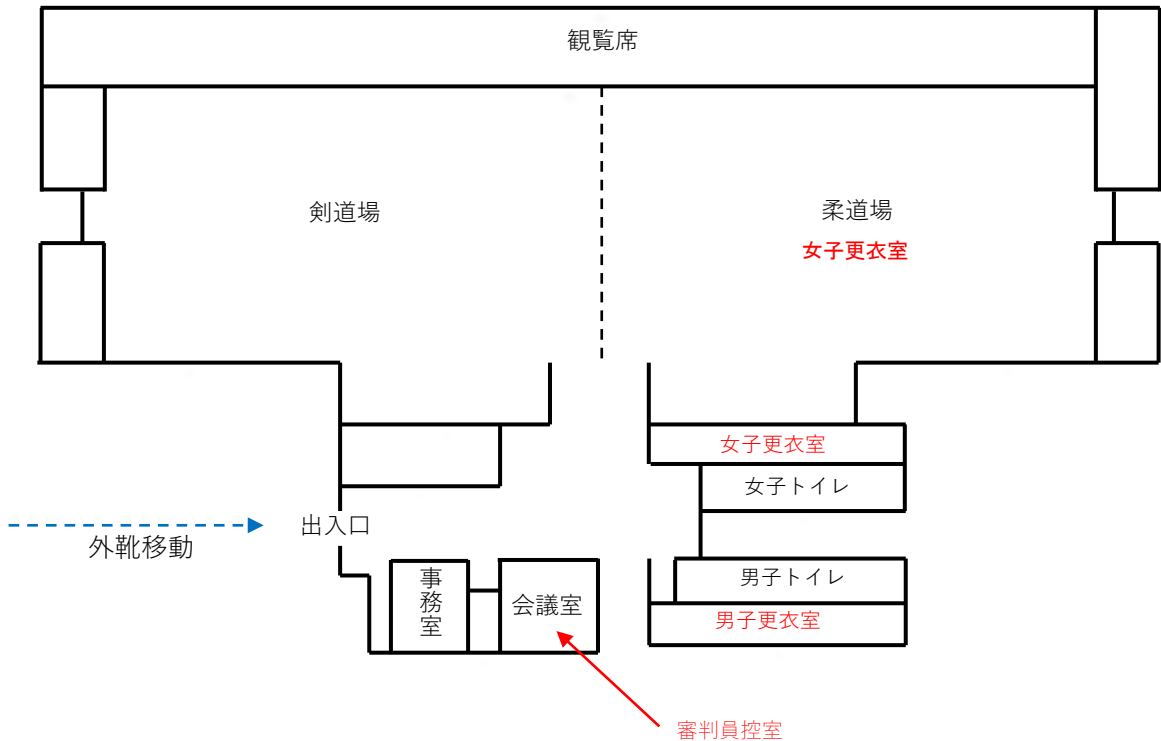 観覧席
剣道場
柔道場
女子更衣室
女子更衣室
女子トイレ
出入口
外靴移動
事務室
会議室
男子トイレ
男子更衣室
審判員控室